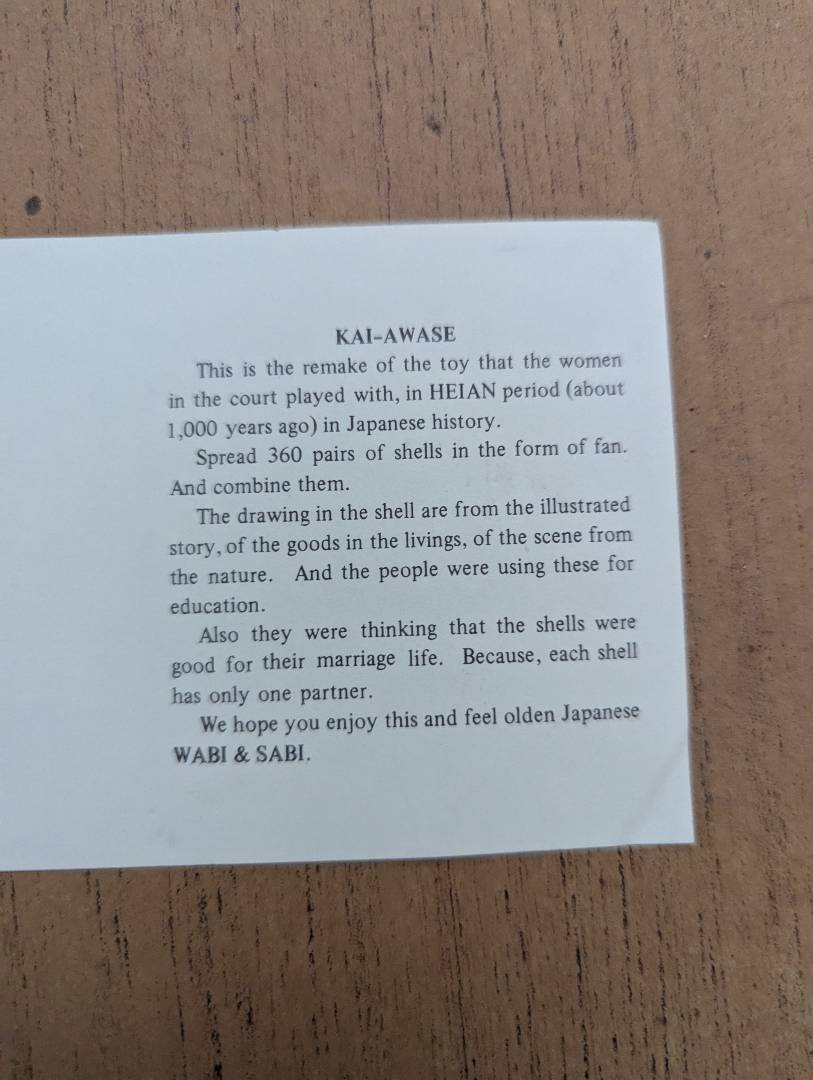 KAI-AWASE
This is the remake of the toy that the women
in the court played with, in HEIAN period (about
1,000 years ago) in Japanese history.
Spread 360 pairs of shells in the form of fan.
And combine them.
The drawing in the shell are from the illustrated
story, of the goods in the livings, of the scene from
the nature. And the people were using these for
education.
Also they were thinking that the shells were
good for their marriage life. Because, each shell
has only one partner.
We hope you enjoy this and feel olden Japanese
WABI & SABI.